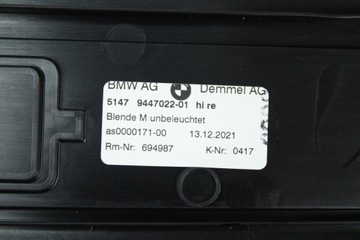 BMW AG Demmel AG
5147 9447022-01 hi re
Blende M unbeleuchtet
as0000171-00 13.12.2021
Rm-Nr: 694987 K-Nr: 0417